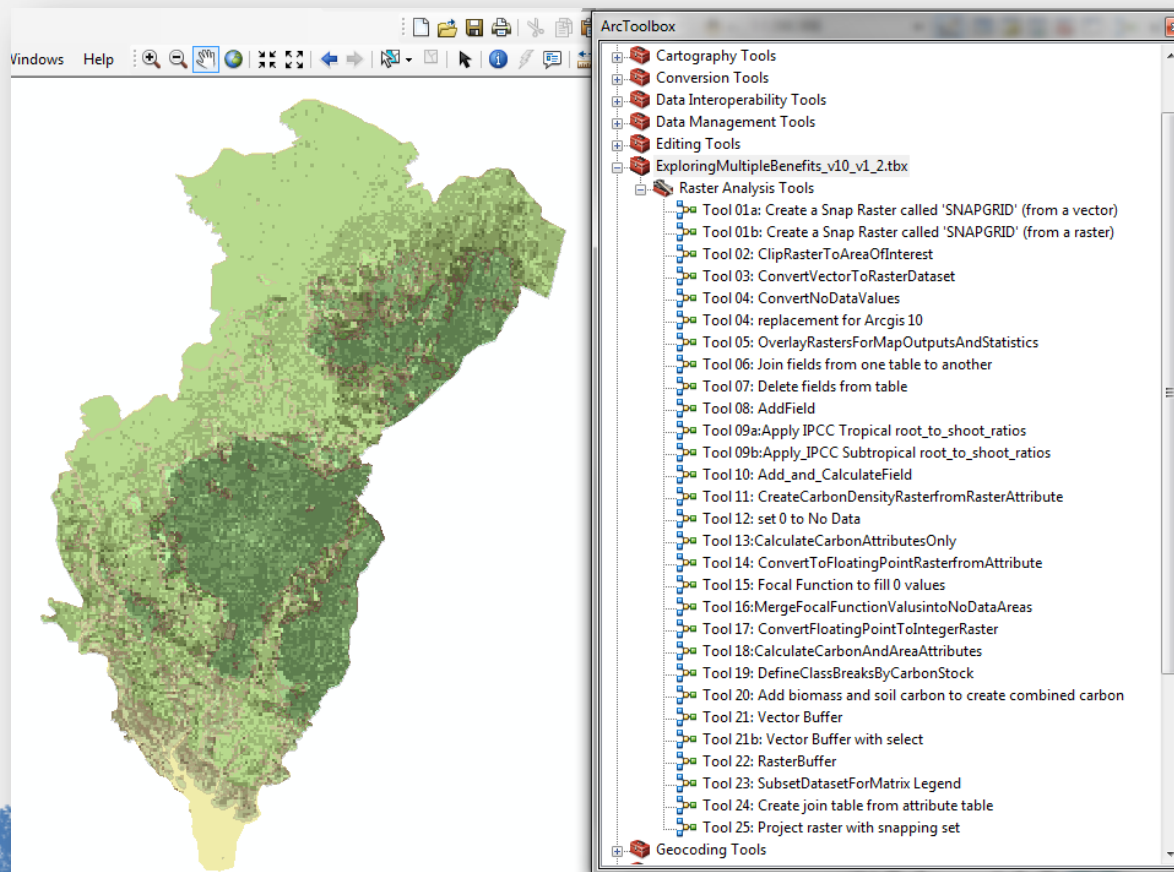 Windows Help
ArcToolbox
Cartography Tools
Conversion Tools
Data Interoperability Tools
Data Management Tools
Editing Tools
ExploringMultipleBenefits_v10_v1_2.tbx
Raster Analysis Tools
Tool 01a: Create a Snap Raster called 'SNAPGRID' (from a vector)
Tool 01b: Create a Snap Raster called 'SNAPGRID' (from a raster)
Tool 02: ClipRasterToAreaOfInterest
Tool 03: ConvertVectorToRasterDataset
Tool 04: ConvertNoDataValues
Tool 04: replacement for Arcgis 10
Tool 05: OverlayRastersForMapOutputsAndStatistics
Tool 06: Join fields from one table to another
Tool 07: Delete fields from table
Tool 08: AddField
Tool 09a:Apply IPCC Tropical root_to_shoot_ratios
Tool 09b:Apply_IPCC Subtropical root_to_shoot_ratios
Tool 10: Add_and_CalculateField
Tool 11: CreateCarbonDensityRasterfromRasterAttribute
Tool 12: set 0 to No Data
Tool 13:CalculateCarbonAttributesOnly
Tool 14: ConvertToFloatingPointRasterfromAttribute
Tool 15: Focal Function to fill 0 values
Tool 16:MergeFocalFunctionValusintoNoDataAreas
Tool 17: ConvertFloatingPointToIntegerRaster
Tool 18:CalculateCarbonAndAreaAttributes
Tool 19: DefineClassBreaksByCarbonStock
Tool 20: Add biomass and soil carbon to create combined carbon
Tool 21: Vector Buffer
Tool 21b: Vector Buffer with select
Tool 22: RasterBuffer
Tool 23: SubsetDatasetForMatrix Legend
Tool 24: Create join table from attribute table
Tool 25: Project raster with snapping set
Geocoding Tools